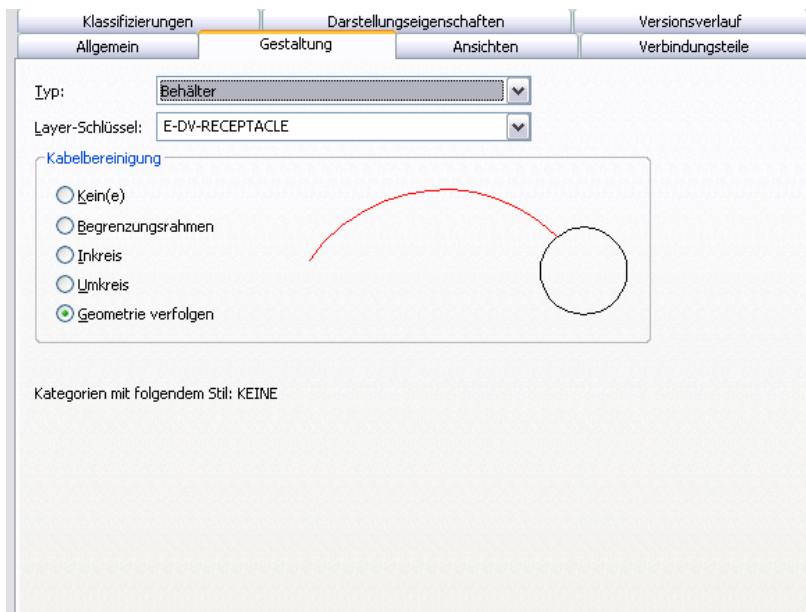 Klassifizierungen Darstellungseigenschaften Versionsverlauf
Allgemein Gestaltung Ansichten Verbindungsteile
Typ: Behälter
Layer-Schlüssel: E-DV-RECEPTACLE
Kabelbereinigung
Kein(e)
Begrenzungsrahmen
Inkreis
Umkreis
Geometrie verfolgen
Kategorien mit folgendem Stil: KEINE